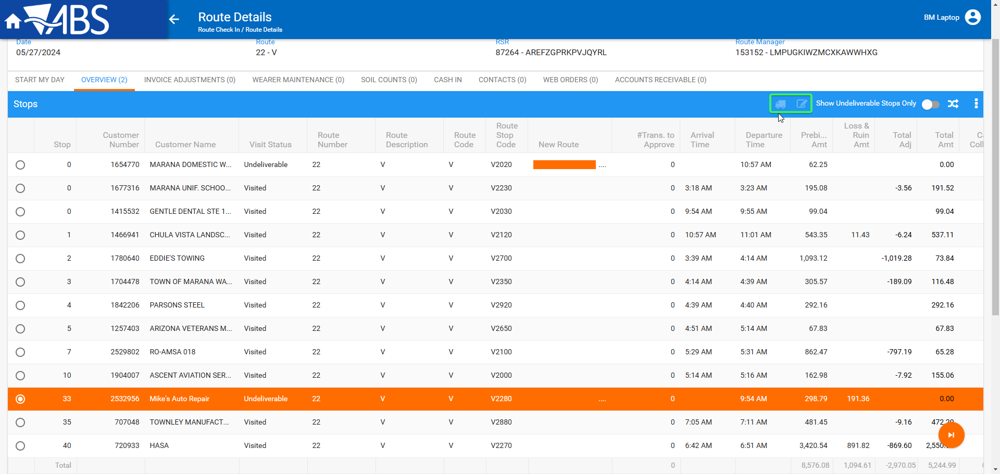 ABS
Route Details
Route Check In / Route Details
BM Laptop
Date
Route
RSR
Route Manager
05/27/2024
22 - V
87264 - AREFZGPRKPVJQYRL
153152 - LMPUGKIWZMCXKAWWHXG
START MY DAY
OVERVIEW (2)
INVOICE ADJUSTMENTS (0)
WEARER MAINTENANCE (0)
SOIL COUNTS (0)
CASH IN
CONTACTS (0)
WEB ORDERS (0)
ACCOUNTS RECEIVABLE (0)
Stops
Show Undeliverable Stops Only
Stop
Customer
Number
Customer Name
Visit Status
Route
Number
Route
Description
Route
Code
Route
Stop
Code
New Route
#Trans. to
Approve
Arrival
Time
Departure
Time
Prebi...
Amt
Loss &
Ruin
Amt
Total
Adj
Total
Amt
0 1654770 MARANA DOMESTIC W... Undeliverable 22 V V V2020 .... 0 10:57 AM 62.25 0.00
0 1677316 MARANA UNIF. SCHOO... Visited 22 V V V2230 0 3:18 AM 3:23 AM 195.08 -3.56 191.52
0 1415532 GENTLE DENTAL STE 1... Visited 22 V V V2030 0 9:54 AM 9:55 AM 99.04 99.04
1 1466941 CHULA VISTA LANDSC... Visited 22 V V V2120 0 10:57 AM 11:01 AM 543.35 11.43 -6.24 537.11
2 1780640 EDDIE'S TOWING Visited 22 V V V2700 0 3:39 AM 4:14 AM 1,093.12 -1,019.28 73.84
3 1704478 TOWN OF MARANA WA... Visited 22 V V V2350 0 4:14 AM 4:39 AM 305.57 -189.09 116.48
4 1842206 PARSONS STEEL Visited 22 V V V2920 0 4:39 AM 4:40 AM 292.16 292.16
5 1257403 ARIZONA VETERANS M... Visited 22 V V V2650 0 4:51 AM 5:14 AM 67.83 67.83
7 2529802 RO-AMSA 018 Visited 22 V V V2100 0 5:29 AM 5:31 AM 862.47 -797.19 65.28
10 1904007 ASCENT AVIATION SER... Visited 22 V V V2000 0 5:14 AM 5:16 AM 162.98 -7.92 155.06
33 2532956 Mike's Auto Repair Undeliverable 22 V V V2280 .... 0 9:54 AM 298.79 191.36 0.00
35 707048 TOWNLEY MANUFACT... Visited 22 V V V2880 0 7:05 AM 7:11 AM 481.45 -9.16
40 720933 HASA Visited 22 V V V2270 0 6:42 AM 6:51 AM 3,420.54 891.82 -869.60
Total 0 8,576.08 1,094.61 -2,970.05 5,244.99